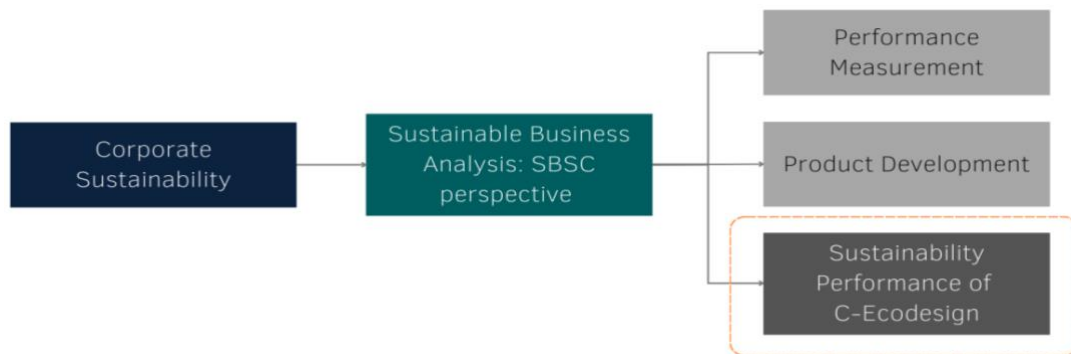 Corporate
Sustainability
Sustainable Business
Analysis: SBSC
perspective
Performance
Measurement
Product Development
Sustainability
Performance of
C-Ecodesign